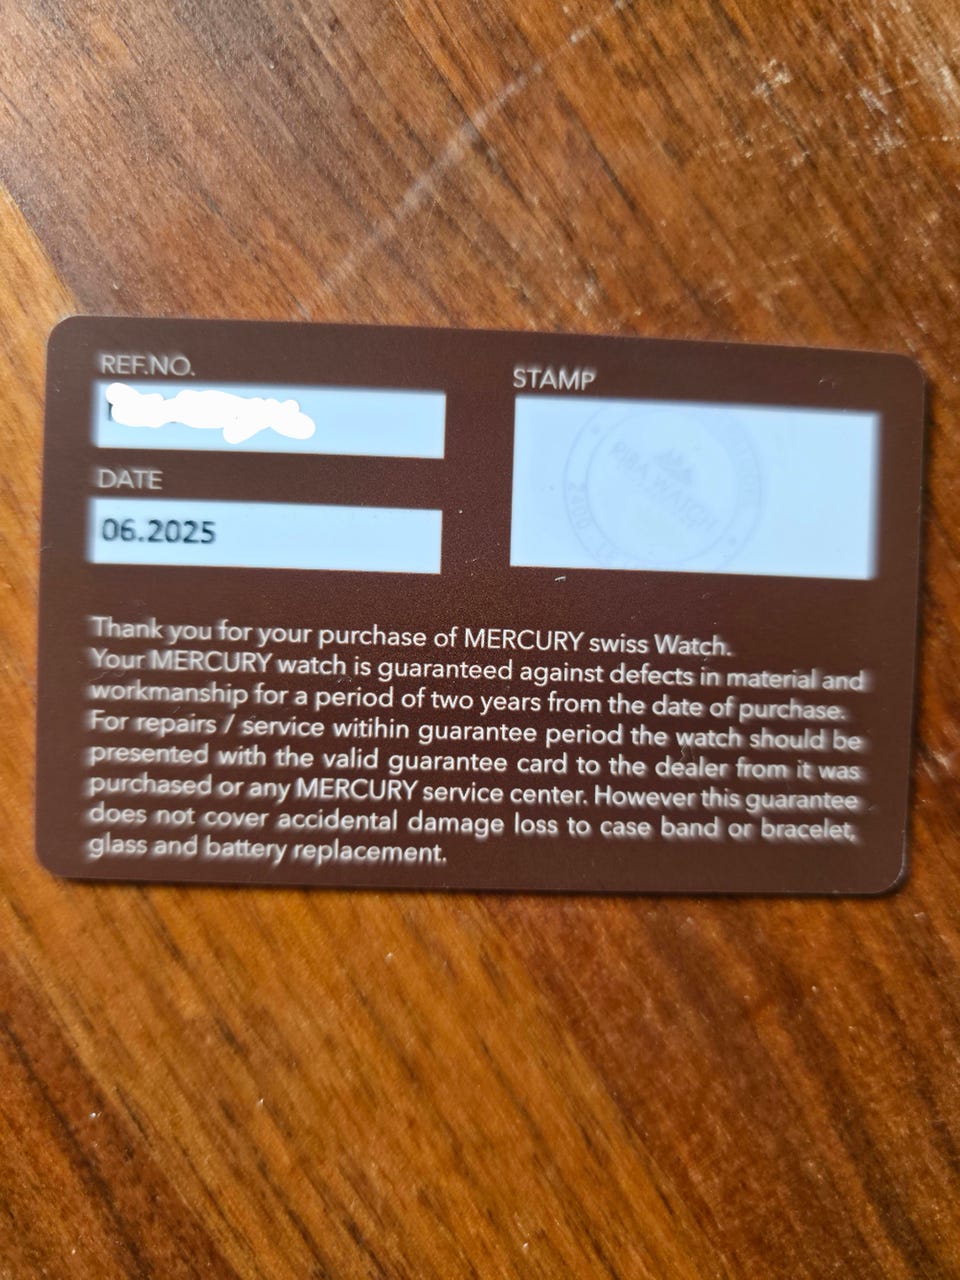 REF.NO.
STAMP
DATE
06.2025
WATCH
Thank you for your purchase of MERCURY swiss Watch.
Your MERCURY watch is guaranteed against defects in material and
workmanship for a period of two years from the date of purchase.
For repairs / service witihin guarantee period the watch should be
presented with the valid guarantee card to the dealer from it was
purchased or any MERCURY service center. However this guarantee
does not cover accidental damage loss to case band or bracelet,
glass and battery replacement.